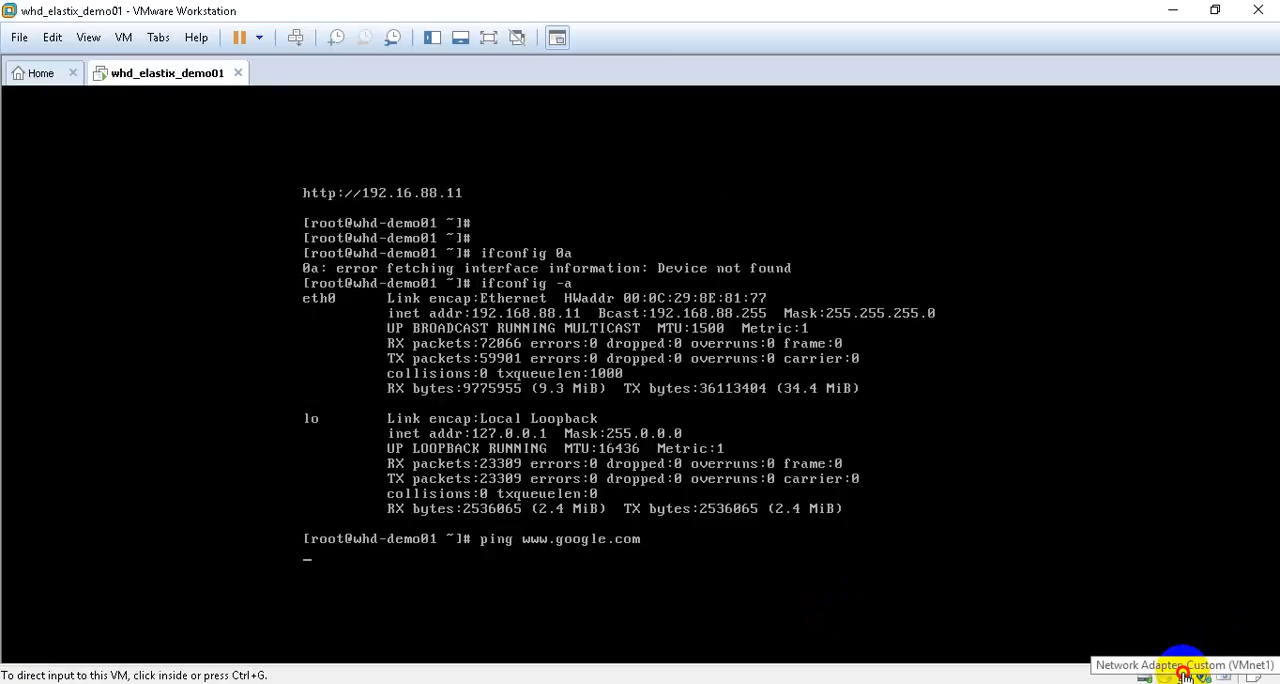 whd_elastix_demo01 - VMware Workstation
File Edit View VM Tabs Help
Home whd_elastix_demo01
http://192.16.88.11
[root@whd-demo01 ~]#
[root@whd-demo01 ~]#
[root@whd-demo01 ~]# ifconfig 0a
0a: error fetching interface information: Device not found
[root@whd-demo01 ~]# ifconfig -a
eth0 Link encap:Ethernet HWaddr 00:0C:29:8E:81:77
inet addr:192.168.88.11 Bcast:192.168.88.255 Mask:255.255.255.0
UP BROADCAST RUNNING MULTICAST MTU:1500 Metric:1
RX packets:72066 errors:0 dropped:0 overruns:0 frame:0
TX packets:59901 errors:0 dropped:0 overruns:0 carrier:0
collisions:0 txqueuelen:1000
RX bytes:9775955 (9.3 MiB) TX bytes:36113404 (34.4 MiB)
lo Link encap:Local Loopback
inet addr:127.0.0.1 Mask:255.0.0.0
UP LOOPBACK RUNNING MTU:16436 Metric:1
RX packets:23309 errors:0 dropped:0 overruns:0 frame:0
TX packets:23309 errors:0 dropped:0 overruns:0 carrier:0
collisions:0 txqueuelen:0
RX bytes:2536065 (2.4 MiB) TX bytes:2536065 (2.4 MiB)
[root@whd-demo01 ~]# ping www.google.com
_
Network Adapter Custom (VMnet1)
To direct input to this VM, click inside or press Ctrl+G.